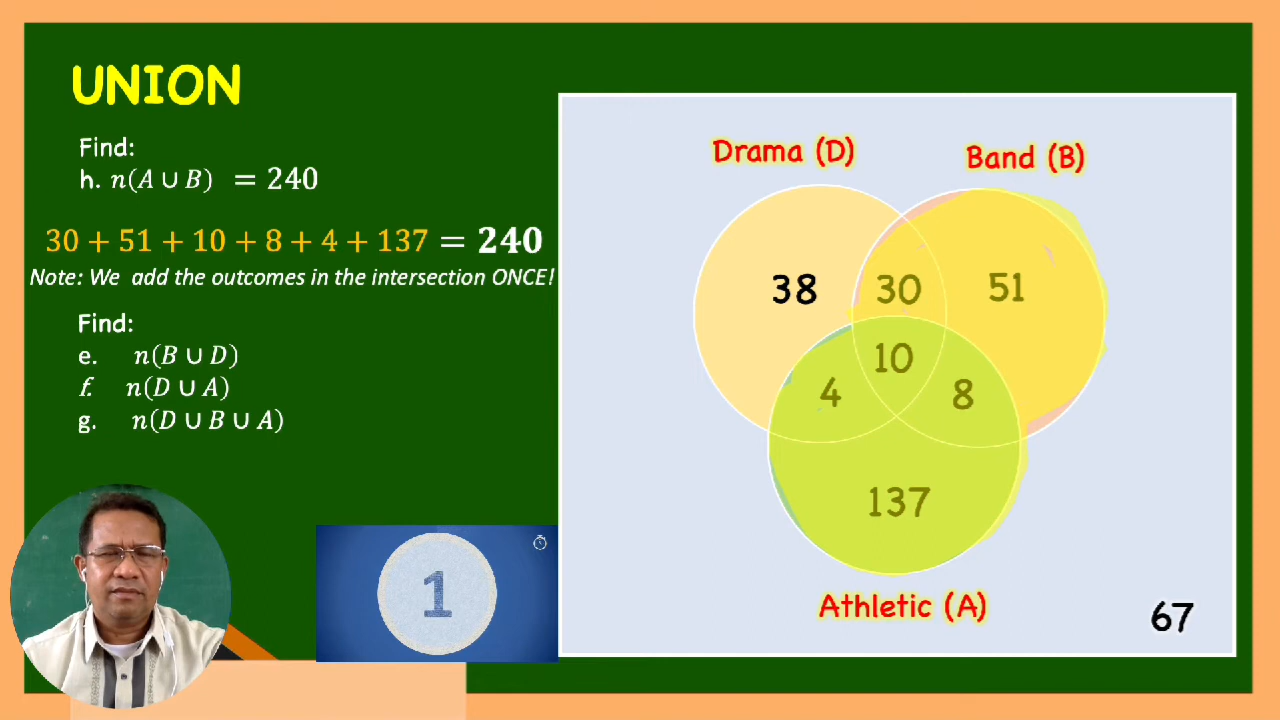 UNION
Find:
h. n(A ∪ B) = 240
30 + 51 + 10 + 8 + 4 + 137 = 240
Note: We add the outcomes in the intersection ONCE!
Find:
e. n(B ∪ D)
f. n(D ∪ A)
g. n(D ∪ B ∪ A)
1
Drama (D)
Band (B)
38
30
51
10
4
8
137
Athletic (A)
67